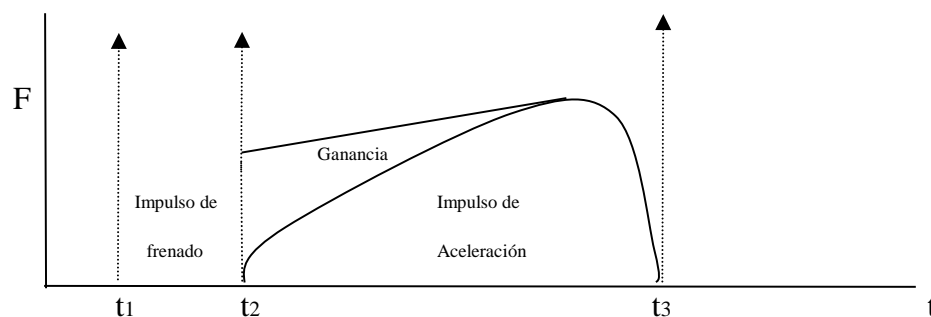 F
Ganancia
Impulso de
frenado
Impulso de
Aceleración
t1
t2
t3
t